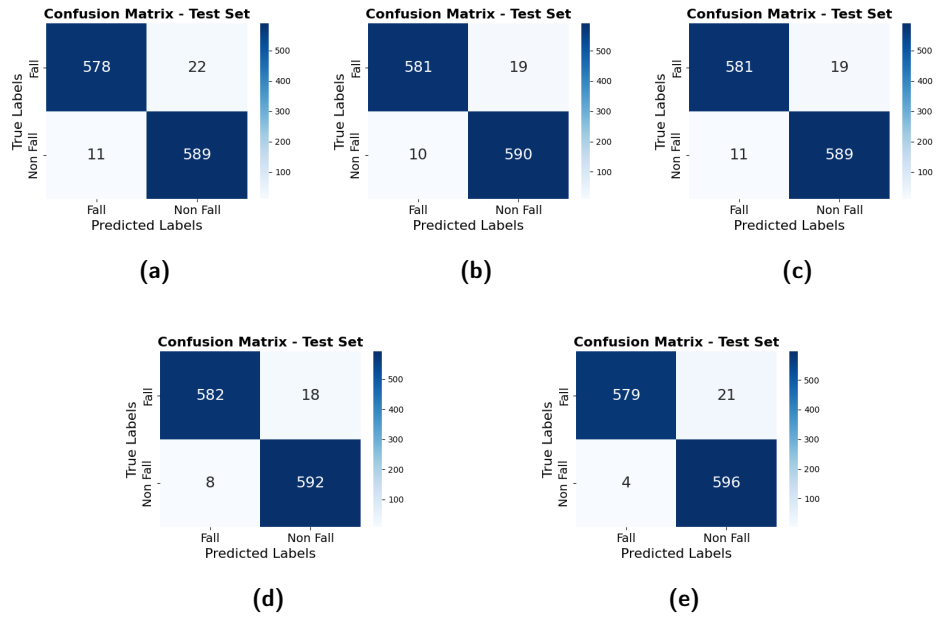 Confusion Matrix - Test Set
True Labels
Fall
Non Fall
578 22
11 589
Fall Non Fall
Predicted Labels
500
400
300
200
100
(a)
Confusion Matrix - Test Set
True Labels
Fall
Non Fall
581 19
10 590
Fall Non Fall
Predicted Labels
500
400
300
200
100
(b)
Confusion Matrix - Test Set
True Labels
Fall
Non Fall
581 19
11 589
Fall Non Fall
Predicted Labels
500
400
300
200
100
(c)
Confusion Matrix - Test Set
True Labels
Fall
Non Fall
582 18
8 592
Fall Non Fall
Predicted Labels
500
400
300
200
100
(d)
Confusion Matrix - Test Set
True Labels
Fall
Non Fall
579 21
4 596
Fall Non Fall
Predicted Labels
500
400
300
200
100
(e)